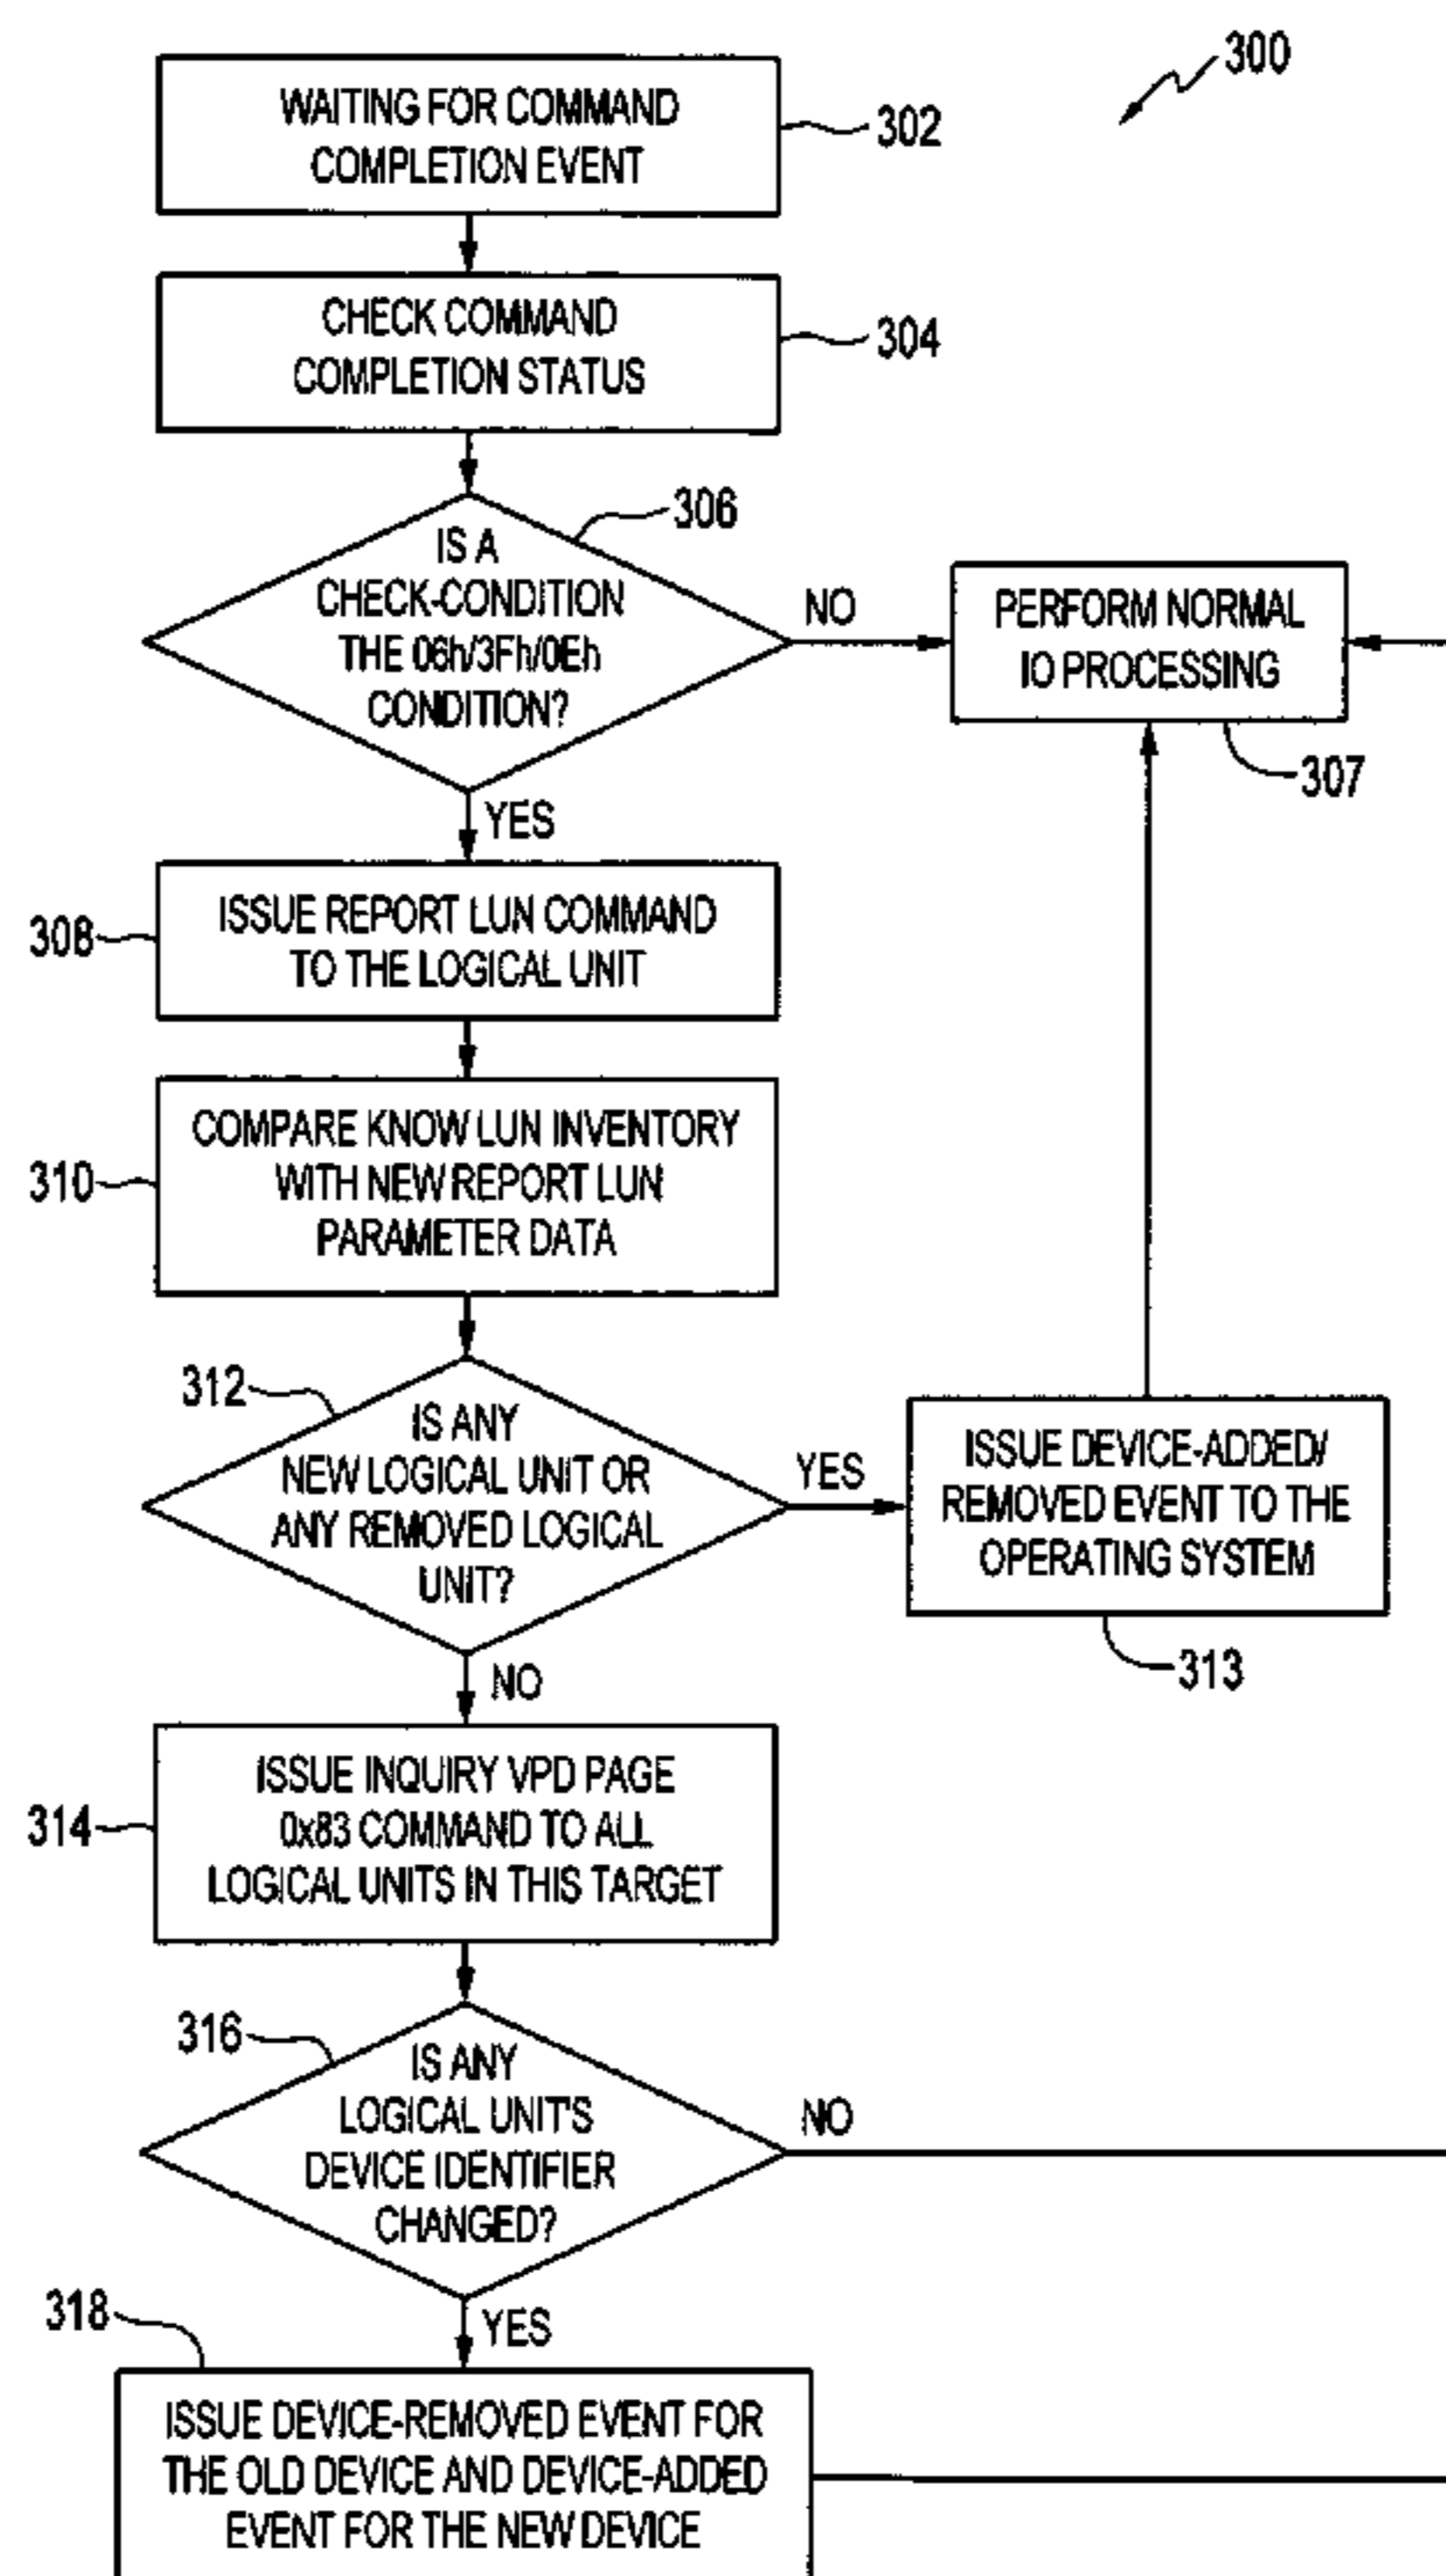 300
WAITING FOR COMMAND
COMPLETION EVENT
302
CHECK COMMAND
COMPLETION STATUS
304
306
IS A
CHECK-CONDITION
THE 06h/3Fh/0Eh
CONDITION?
NO
PERFORM NORMAL
IO PROCESSING
307
YES
308
ISSUE REPORT LUN COMMAND
TO THE LOGICAL UNIT
310
COMPARE KNOW LUN INVENTORY
WITH NEW REPORT LUN
PARAMETER DATA
312
IS ANY
NEW LOGICAL UNIT OR
ANY REMOVED LOGICAL
UNIT?
YES
ISSUE DEVICE-ADDED/
REMOVED EVENT TO THE
OPERATING SYSTEM
313
NO
314
ISSUE INQUIRY VPD PAGE
0x83 COMMAND TO ALL
LOGICAL UNITS IN THIS TARGET
316
IS ANY
LOGICAL UNIT'S
DEVICE IDENTIFIER
CHANGED?
NO
YES
318
ISSUE DEVICE-REMOVED EVENT FOR
THE OLD DEVICE AND DEVICE-ADDED
EVENT FOR THE NEW DEVICE